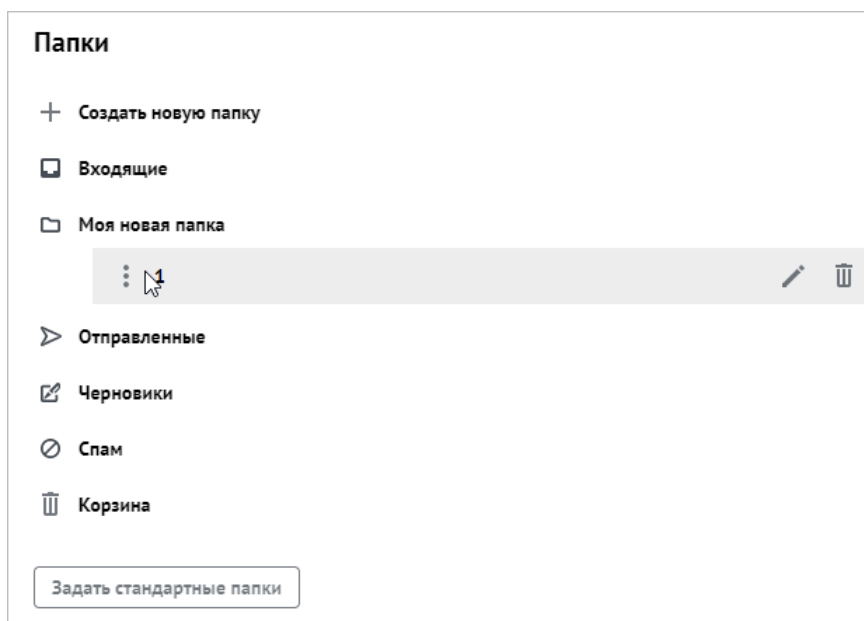 Папки
Создать новую папку
Входящие
Моя новая папка
1
Отправленные
Черновики
Спам
Корзина
Задать стандартные папки